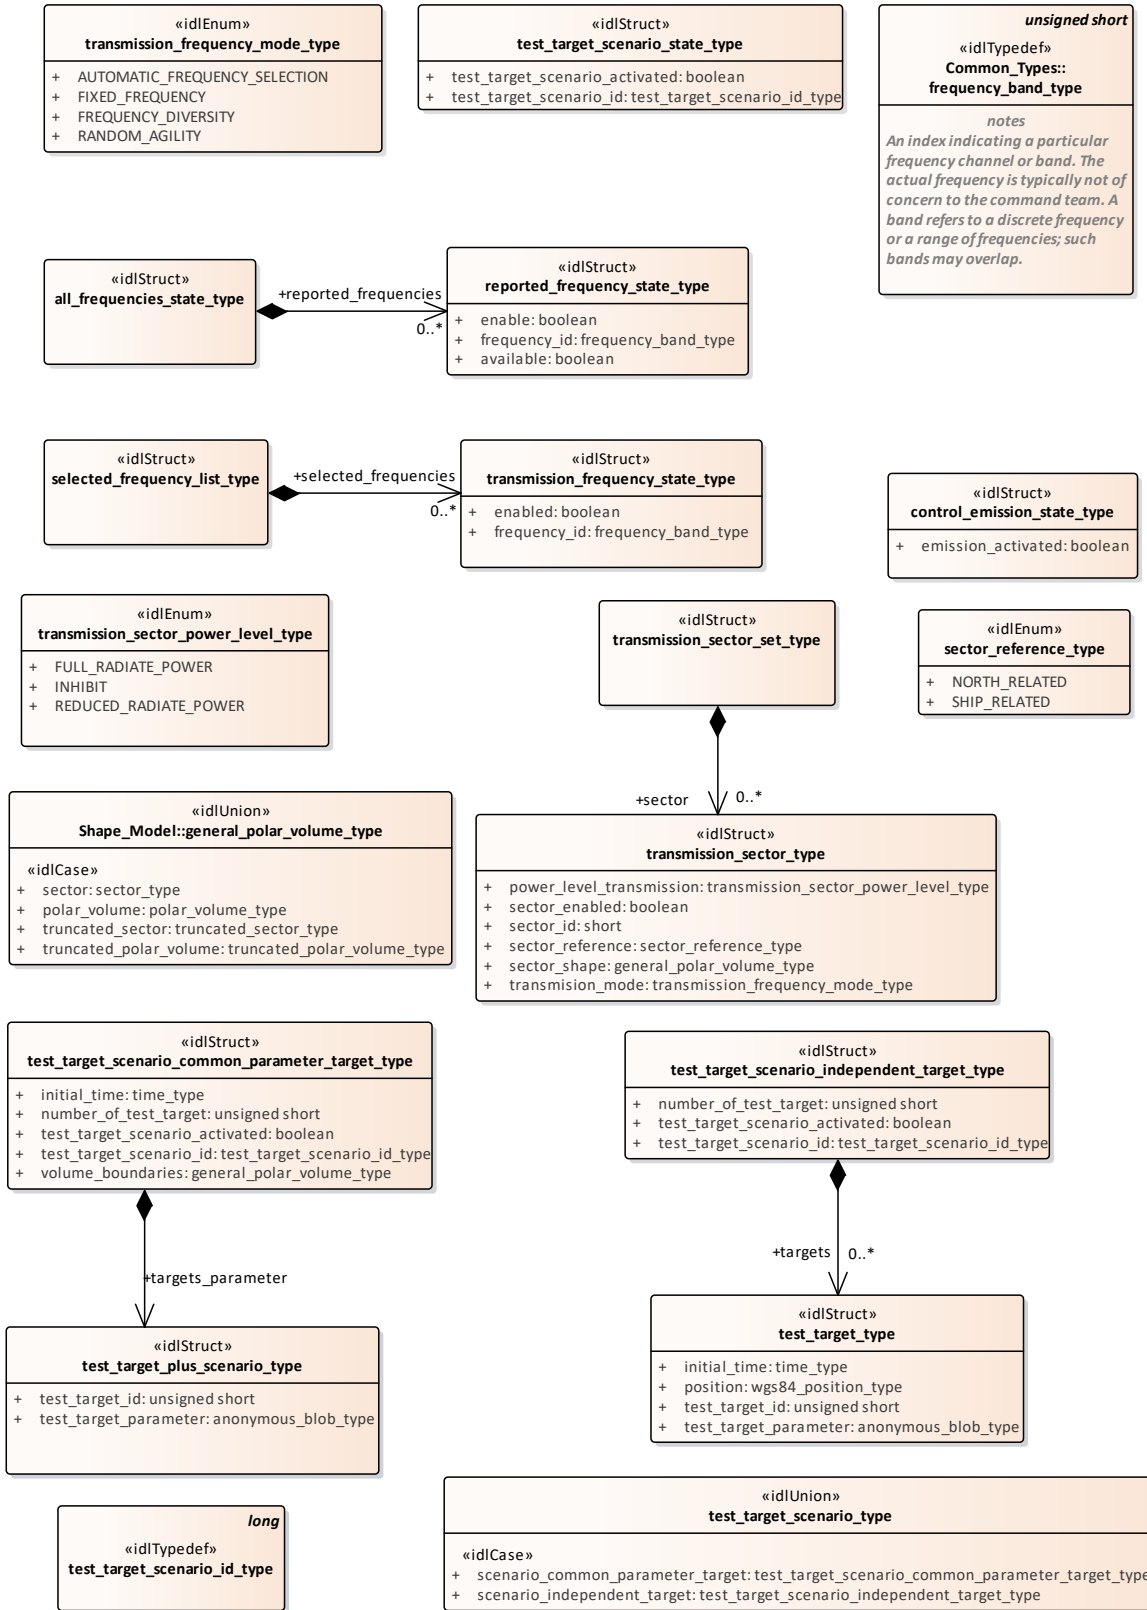 «idlEnum»
transmission_frequency_mode_type
+ AUTOMATIC_FREQUENCY_SELECTION
+ FIXED_FREQUENCY
+ FREQUENCY_DIVERSITY
+ RANDOM_AGILITY
«idlStruct»
test_target_scenario_state_type
+ test_target_scenario_activated: boolean
+ test_target_scenario_id: test_target_scenario_id_type
unsigned short
«idlTypedef»
Common_Types::
frequency_band_type
notes
An index indicating a particular
frequency channel or band. The
actual frequency is typically not of
concern to the command team. A
band refers to a discrete frequency
or a range of frequencies; such
bands may overlap.
«idlStruct»
all_frequencies_state_type
+reported_frequencies
0..*
«idlStruct»
reported_frequency_state_type
+ enable: boolean
+ frequency_id: frequency_band_type
+ available: boolean
«idlStruct»
selected_frequency_list_type
+selected_frequencies
0..*
«idlStruct»
transmission_frequency_state_type
+ enabled: boolean
+ frequency_id: frequency_band_type
«idlStruct»
control_emission_state_type
+ emission_activated: boolean
«idlEnum»
transmission_sector_power_level_type
+ FULL_RADIATE_POWER
+ INHIBIT
+ REDUCED_RADIATE_POWER
«idlStruct»
transmission_sector_set_type
«idlEnum»
sector_reference_type
+ NORTH_RELATED
+ SHIP_RELATED
+sector
0..*
«idlUnion»
Shape_Model::general_polar_volume_type
«idlCase»
+ sector: sector_type
+ polar_volume: polar_volume_type
+ truncated_sector: truncated_sector_type
+ truncated_polar_volume: truncated_polar_volume_type
«idlStruct»
transmission_sector_type
+ power_level_transmission: transmission_sector_power_level_type
+ sector_enabled: boolean
+ sector_id: short
+ sector_reference: sector_reference_type
+ sector_shape: general_polar_volume_type
+ transmision_mode: transmission_frequency_mode_type
«idlStruct»
test_target_scenario_common_parameter_target_type
+ initial_time: time_type
+ number_of_test_target: unsigned short
+ test_target_scenario_activated: boolean
+ test_target_scenario_id: test_target_scenario_id_type
+ volume_boundaries: general_polar_volume_type
«idlStruct»
test_target_scenario_independent_target_type
+ number_of_test_target: unsigned short
+ test_target_scenario_activated: boolean
+ test_target_scenario_id: test_target_scenario_id_type
+targets_parameter
+targets
0..*
«idlStruct»
test_target_plus_scenario_type
+ test_target_id: unsigned short
+ test_target_parameter: anonymous_blob_type
«idlStruct»
test_target_type
+ initial_time: time_type
+ position: wgs84_position_type
+ test_target_id: unsigned short
+ test_target_parameter: anonymous_blob_type
long
«idlTypedef»
test_target_scenario_id_type
«idlUnion»
test_target_scenario_type
«idlCase»
+ scenario_common_parameter_target: test_target_scenario_common_parameter_target_type
+ scenario_independent_target: test_target_scenario_independent_target_type